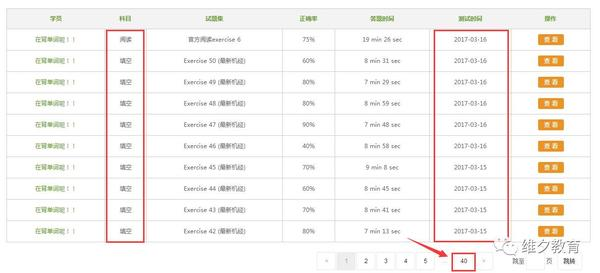 学员 科目 试题集 正确率 答题时间 测试时间 操作
在背单词呢！！ 阅读 官方阅读exercise 6 75% 19 min 26 sec 2017-03-16 查看
在背单词呢！！ 填空 Exercise 50 (最新机经) 60% 8 min 31 sec 2017-03-16 查看
在背单词呢！！ 填空 Exercise 49 (最新机经) 80% 7 min 29 sec 2017-03-16 查看
在背单词呢！！ 填空 Exercise 48 (最新机经) 80% 8 min 59 sec 2017-03-16 查看
在背单词呢！！ 填空 Exercise 47 (最新机经) 90% 7 min 48 sec 2017-03-16 查看
在背单词呢！！ 填空 Exercise 46 (最新机经) 40% 8 min 58 sec 2017-03-16 查看
在背单词呢！！ 填空 Exercise 45 (最新机经) 70% 9 min 8 sec 2017-03-15 查看
在背单词呢！！ 填空 Exercise 44 (最新机经) 60% 8 min 45 sec 2017-03-15 查看
在背单词呢！！ 填空 Exercise 43 (最新机经) 70% 8 min 41 sec 2017-03-15 查看
在背单词呢！！ 填空 Exercise 42 (最新机经) 80% 7 min 13 sec 2017-03-15 查看
维夕教育
« 1 2 3 4 5 ... 40 » 跳至 页 跳转